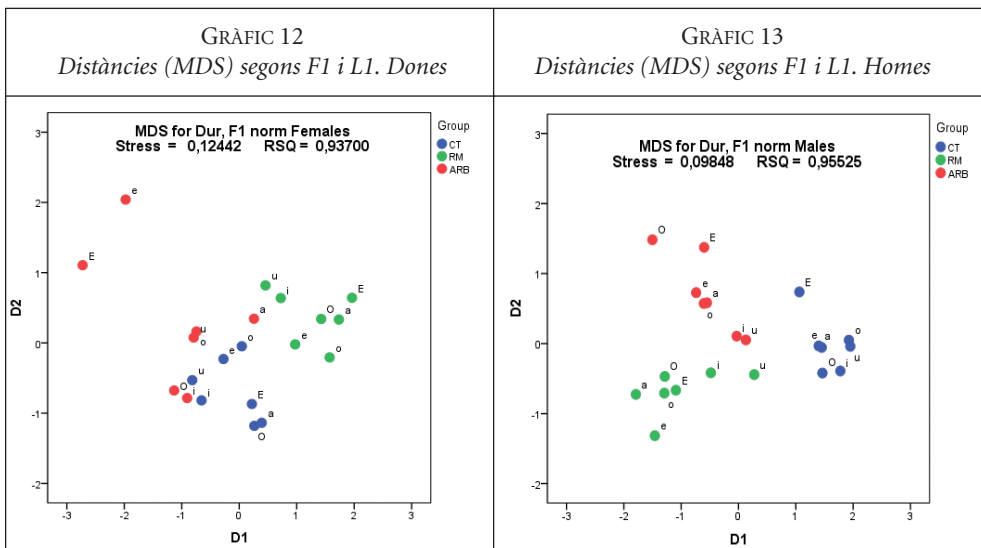 GRÀFIC 12
Distàncies (MDS) segons F1 i L1. Dones
GRÀFIC 13
Distàncies (MDS) segons F1 i L1. Homes
MDS for Dur, F1 norm Females
Stress = 0,12442 RSQ = 0,93700
Group
CT
RM
ARB
3
2
1
0
-1
-2
D2
e
E
u
i
E
a
O
a
u
o
o
e
e
o
u
O
i
i
E
a
O
-3
-2
-1
0
1
2
3
D1
MDS for Dur, F1 norm Males
Stress = 0,09848 RSQ = 0,95525
Group
CT
RM
ARB
3
2
1
0
-1
-2
D2
O
E
E
e
a
o
i
u
e
a
o
u
O
i
O
i
u
a
E
o
e
-3
-2
-1
0
1
2
3
D1